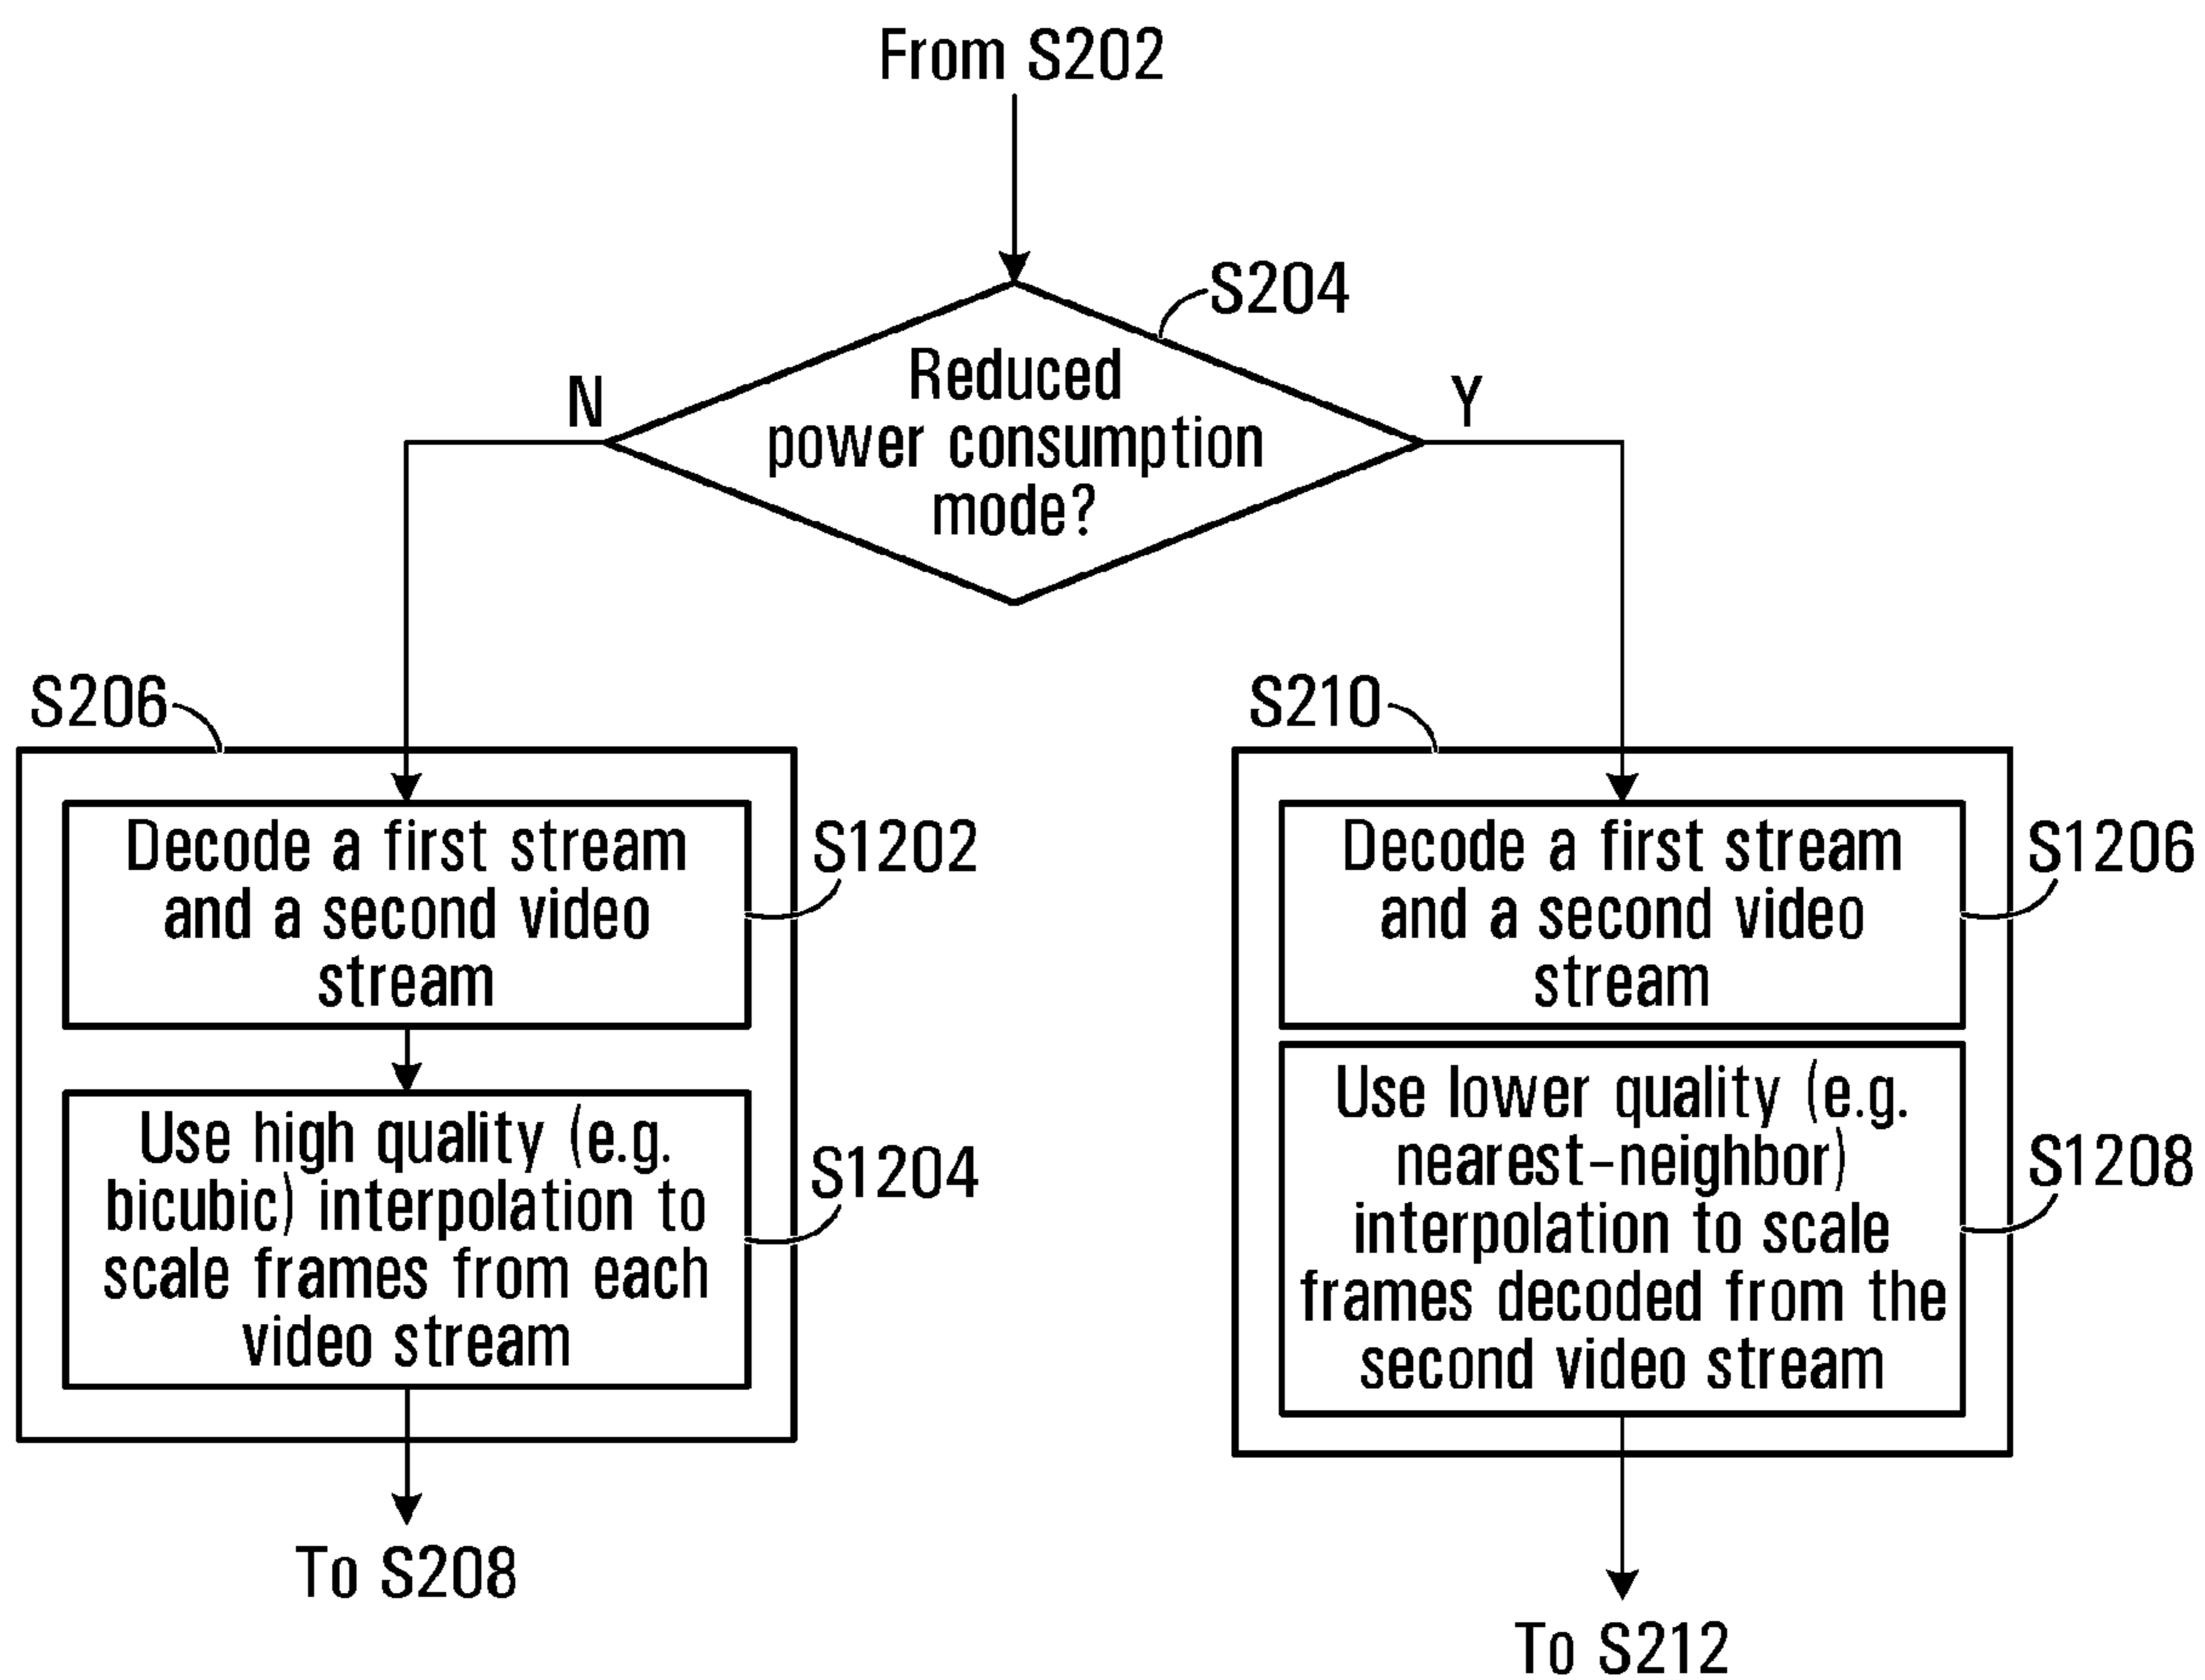 From S202
S204
Reduced
power consumption
mode?
N
Y
S206
Decode a first stream
and a second video
stream
S1202
Use high quality (e.g.
bicubic) interpolation to
scale frames from each
video stream
S1204
To S208
S210
Decode a first stream
and a second video
stream
S1206
Use lower quality (e.g.
nearest-neighbor)
interpolation to scale
frames decoded from the
second video stream
S1208
To S212